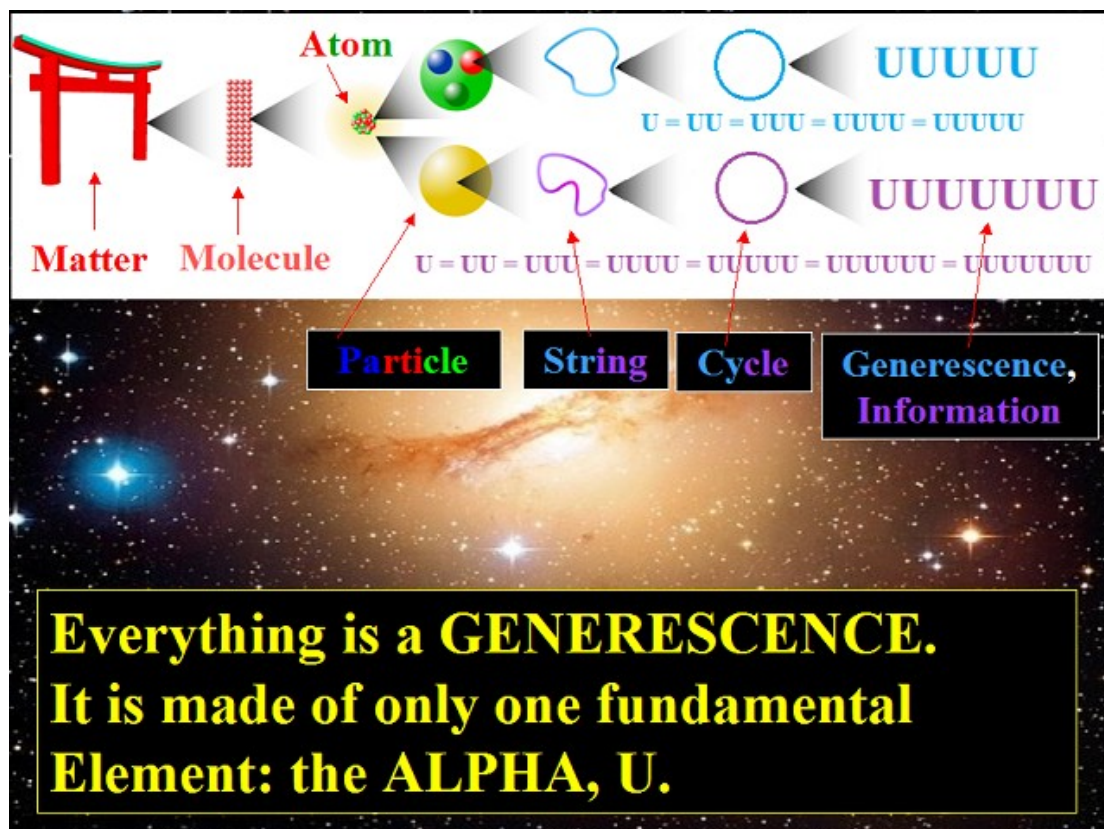 Atom
UUUUU
U = UU = UUU = UUUU = UUUUU
UUUUUUU
Matter
Molecule
U = UU = UUU = UUUU = UUUUU = UUUUUU = UUUUUUU
Particle
String
Cycle
Generescence,
Information
Everything is a GENERESCENCE.
It is made of only one fundamental
Element: the ALPHA, U.